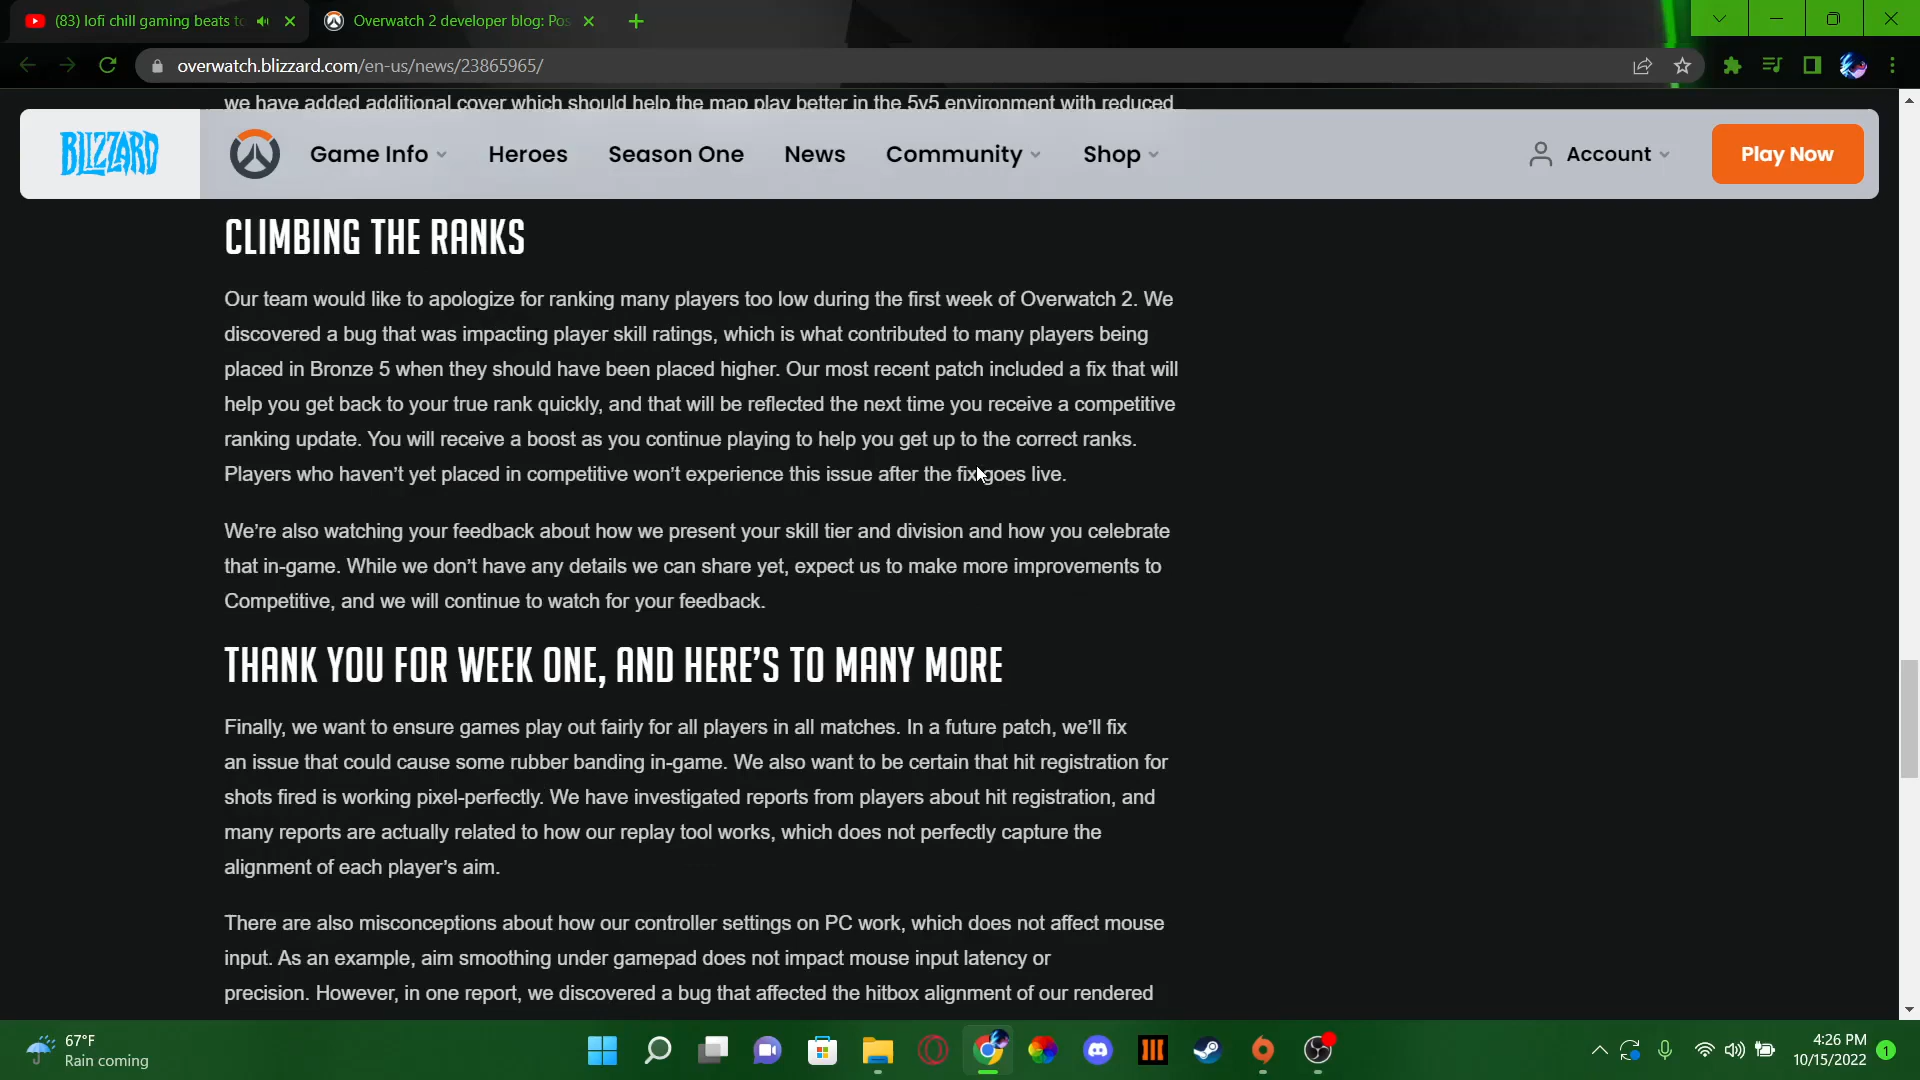 (83) lofi chill gaming beats to
Overwatch 2 developer blog: Pos
overwatch.blizzard.com/en-us/news/23865965/
we have added additional cover which should help the map play better in the 5v5 environment with reduced
BLIZZARD
Game Info
Heroes
Season One
News
Community
Shop
Account
Play Now
CLIMBING THE RANKS
Our team would like to apologize for ranking many players too low during the first week of Overwatch 2. We
discovered a bug that was impacting player skill ratings, which is what contributed to many players being
placed in Bronze 5 when they should have been placed higher. Our most recent patch included a fix that will
help you get back to your true rank quickly, and that will be reflected the next time you receive a competitive
ranking update. You will receive a boost as you continue playing to help you get up to the correct ranks.
Players who haven’t yet placed in competitive won’t experience this issue after the fix goes live.
We’re also watching your feedback about how we present your skill tier and division and how you celebrate
that in-game. While we don’t have any details we can share yet, expect us to make more improvements to
Competitive, and we will continue to watch for your feedback.
THANK YOU FOR WEEK ONE, AND HERE’S TO MANY MORE
Finally, we want to ensure games play out fairly for all players in all matches. In a future patch, we’ll fix
an issue that could cause some rubber banding in-game. We also want to be certain that hit registration for
shots fired is working pixel-perfectly. We have investigated reports from players about hit registration, and
many reports are actually related to how our replay tool works, which does not perfectly capture the
alignment of each player’s aim.
There are also misconceptions about how our controller settings on PC work, which does not affect mouse
input. As an example, aim smoothing under gamepad does not impact mouse input latency or
precision. However, in one report, we discovered a bug that affected the hitbox alignment of our rendered
67°F
Rain coming
4:26 PM
10/15/2022
1